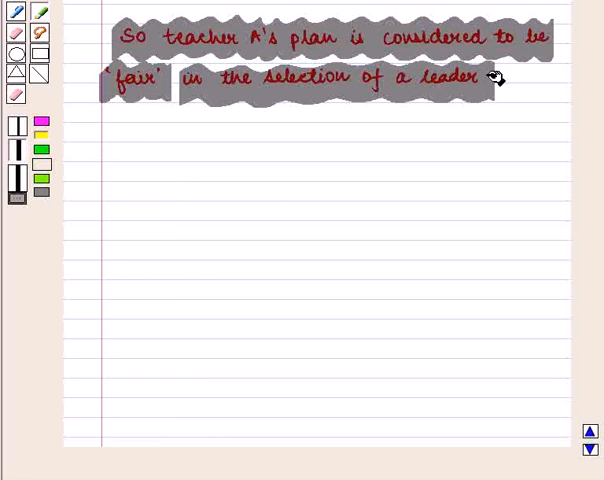 So teacher A's plan is considered to be
'fair' in the selection of a leader